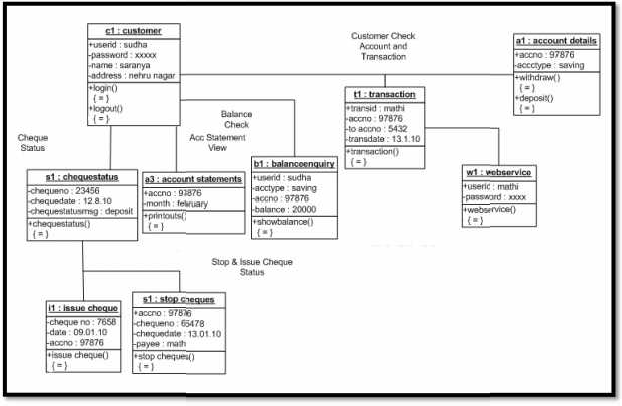 c1 : customer
+userid : sudha
-password : xxxxx
-name : saranya
-address : nehru nagar
+login()
{ = }
+logout()
{ = }
Customer Check
Account and
Transaction
a1 : account details
+accno : 97876
-accctype : saving
+withdraw()
{ = }
+deposit()
{ = }
t1 : transaction
+transid : mathi
-accno : 97876
-to accno : 5432
-transdate : 13.1.10
+transaction()
{ = }
Balance
Check
Acc Statement
View
Cheque
Status
s1 : chequestatus
-chequeno : 23456
-chequedate : 12.8.10
-chequestatusmsg : deposit
+chequestatus()
{ = }
a3 : account statements
+accno : 97876
-month : february
+printouts()
{ = }
b1 : balanceenquiry
+userid : sudha
-acctype : saving
-accno : 97876
-balance : 20000
+showbalance()
{ = }
w1 : webservice
+userid : mathi
-password : xxxx
+webservice()
{ = }
Stop & Issue Cheque
Status
i1 : issue cheque
-cheque no : 7658
-date : 09.01.10
-accno : 97876
+issue cheque()
{ = }
s1 : stop cheques
+accno : 97876
-chequeno : 65478
-chequedate : 13.01.10
-payee : math
+stop cheques()
{ = }